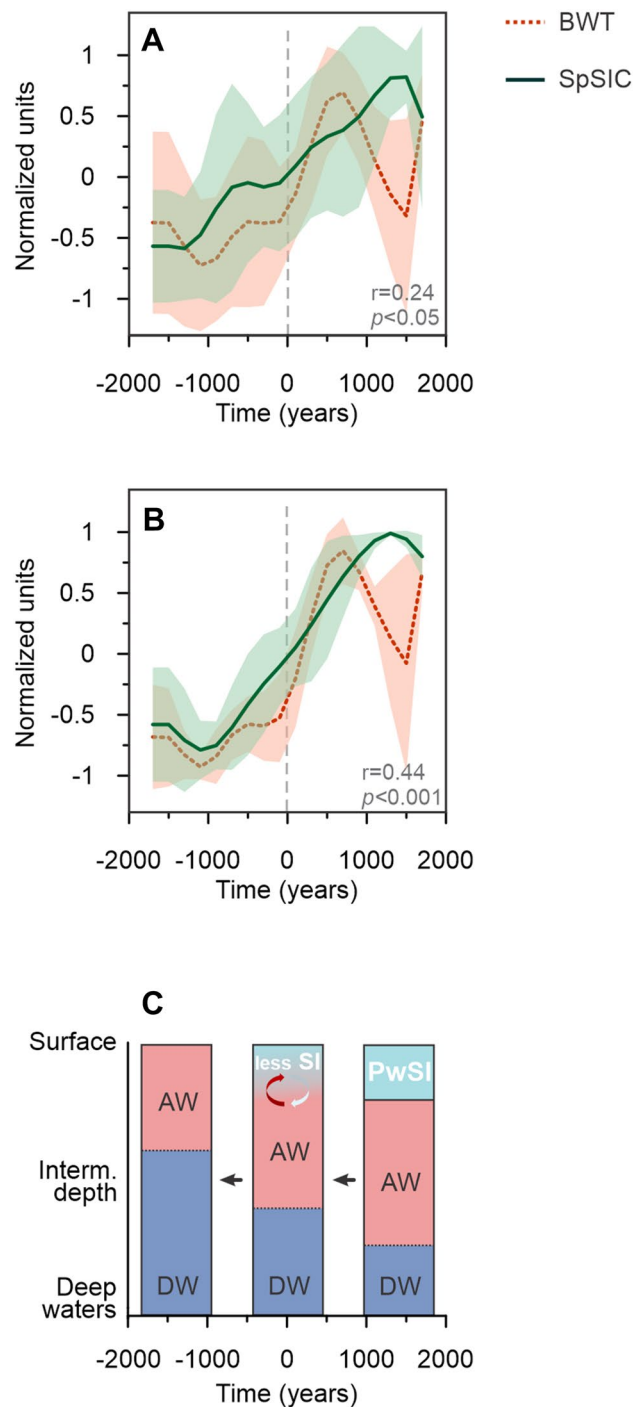 BWT
SpSIC
A
Normalized units
1
0.5
0
-0.5
-1
r=0.24
p<0.05
-2000 -1000 0 1000 2000
Time (years)
B
Normalized units
1
0.5
0
-0.5
-1
r=0.44
p<0.001
-2000 -1000 0 1000 2000
Time (years)
C
Surface
Interm.
depth
Deep
waters
AW
DW
less SI
AW
DW
PwSI
AW
DW
-2000 -1000 0 1000 2000
Time (years)